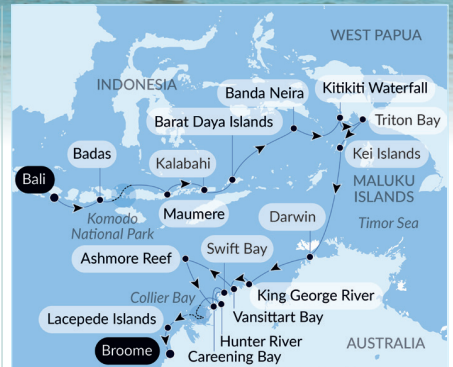 WEST PAPUA
INDONESIA
Banda Neira
Kitikiti Waterfall
Barat Daya Islands
Triton Bay
Badas
Kalabahi
Kei Islands
Bali
MALUKU
ISLANDS
Komodo
National Park
Maumere
Darwin
Timor Sea
Swift Bay
Ashmore Reef
King George River
Collier Bay
Vansittart Bay
Lacepede Islands
Hunter River
AUSTRALIA
Broome
Careening Bay